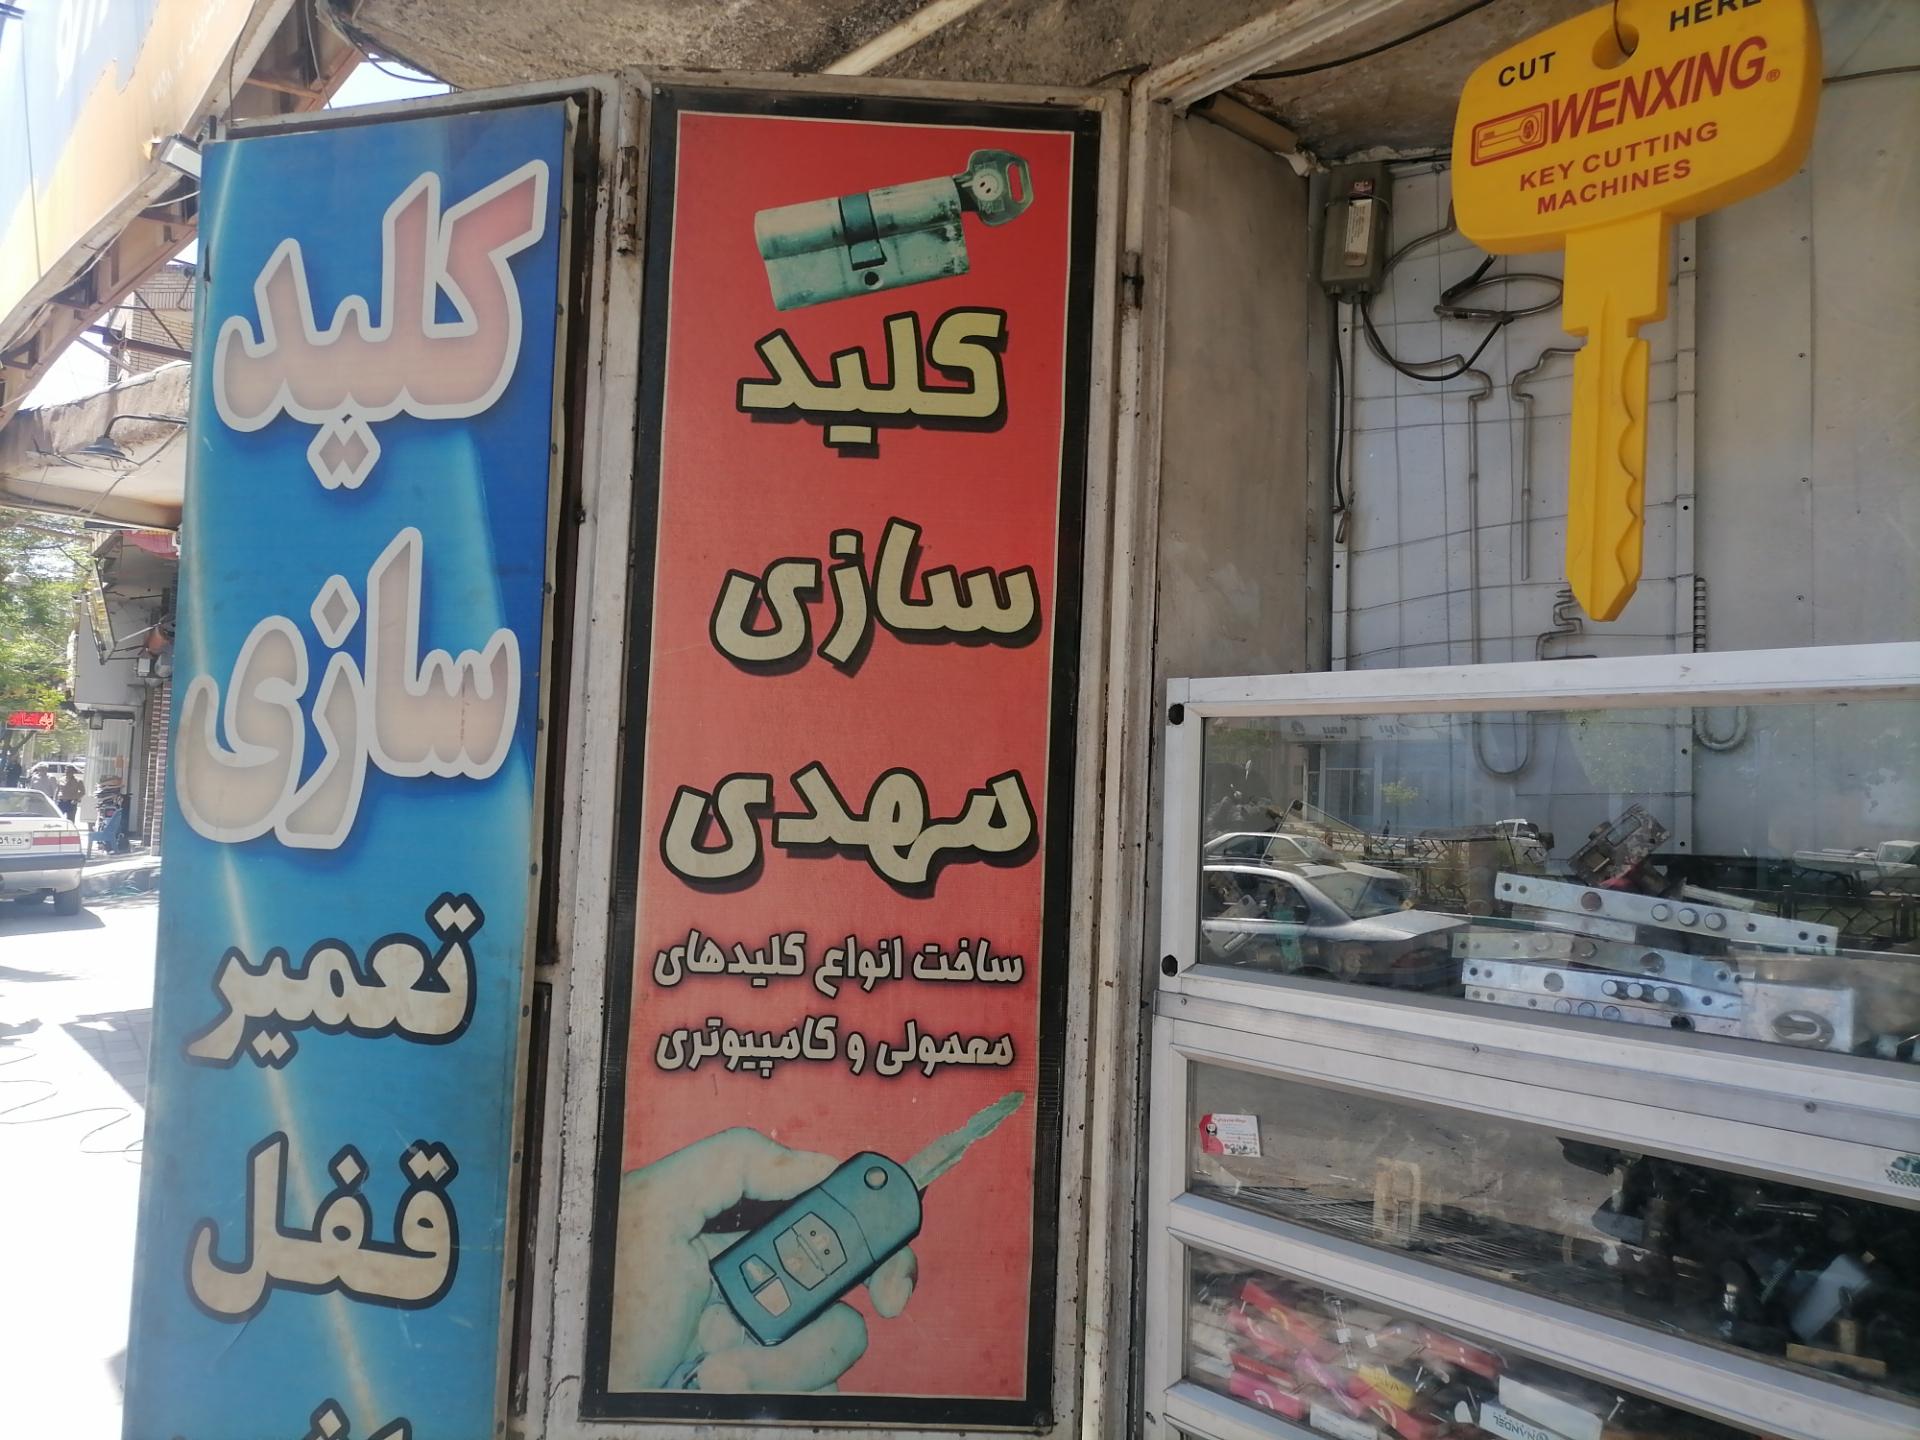 کلید
سازی
تعمیر
قفل
کلید
سازی
مهدی
ساخت انواع کلیدهای
معمولی و کامپیوتری
CUT HERE
WENXING®
KEY CUTTING
MACHINES